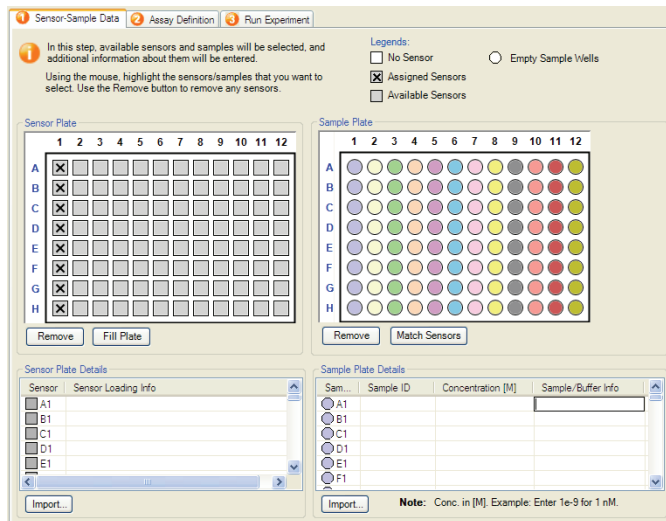 1 Sensor-Sample Data 2 Assay Definition 3 Run Experiment
In this step, available sensors and samples will be selected, and
additional information about them will be entered.
Using the mouse, highlight the sensors/samples that you want to
select. Use the Remove button to remove any sensors.
Legends:
No Sensor Empty Sample Wells
Assigned Sensors
Available Sensors
Sensor Plate
1 2 3 4 5 6 7 8 9 10 11 12
A
B
C
D
E
F
G
H
Remove Fill Plate
Sample Plate
1 2 3 4 5 6 7 8 9 10 11 12
A
B
C
D
E
F
G
H
Remove Match Sensors
Sensor Plate Details
Sensor Sensor Loading Info
A1
B1
C1
D1
E1
Import...
Sample Plate Details
Sam... Sample ID Concentration [M] Sample/Buffer Info
A1
B1
C1
D1
E1
F1
Import... Note: Conc. in [M]. Example: Enter 1e-9 for 1 nM.